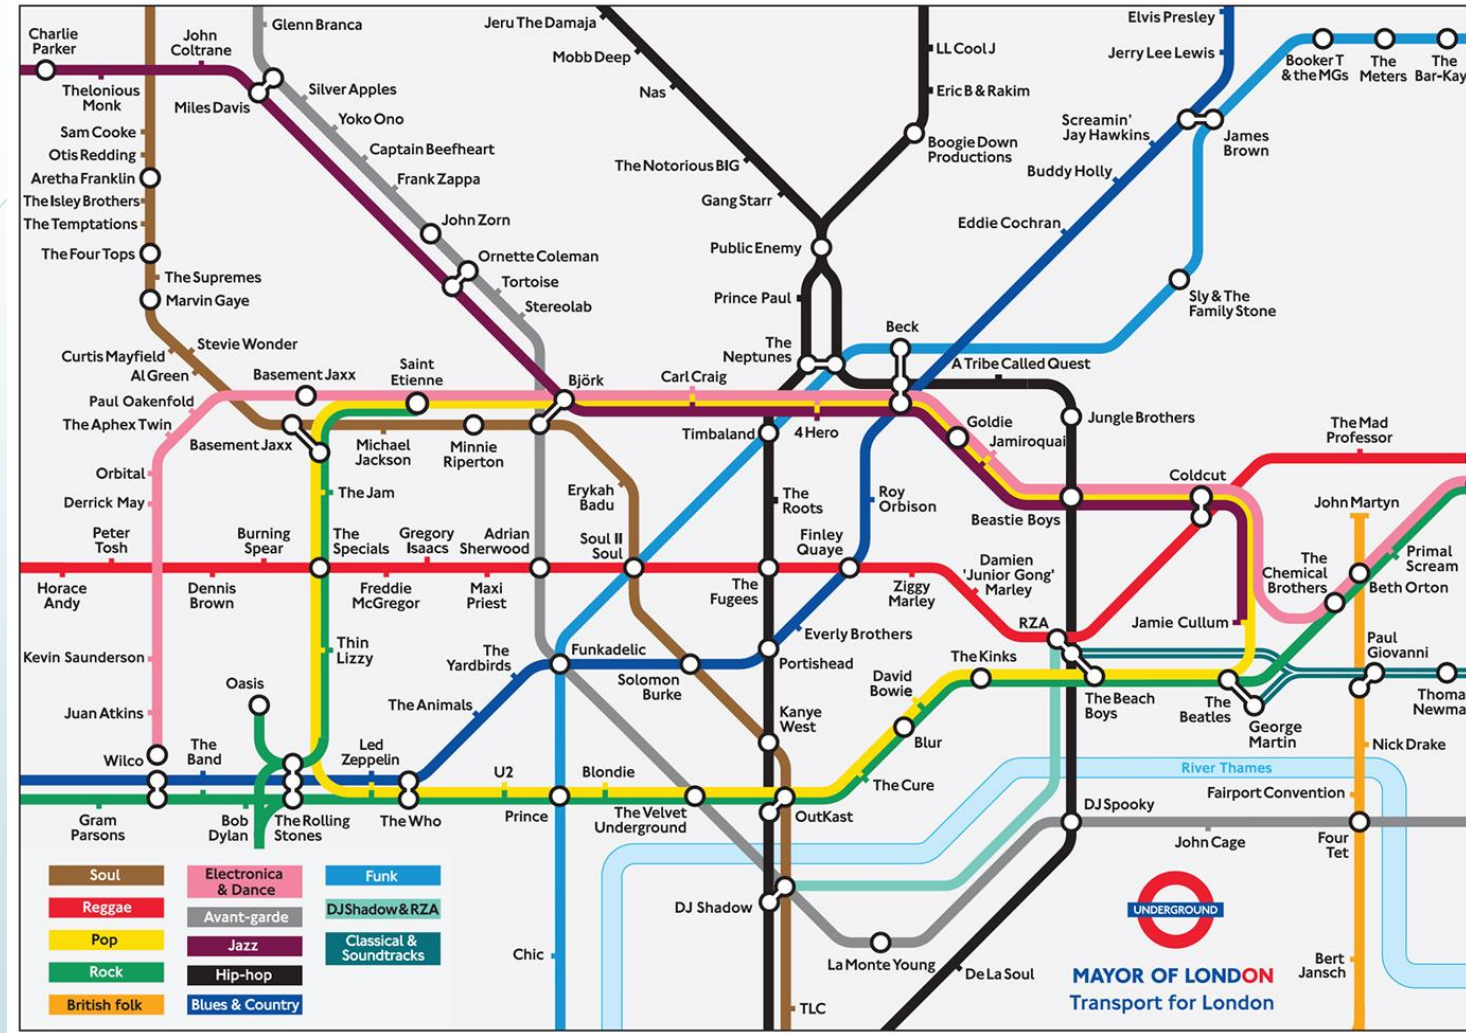 Glenn Branca
Charlie
Parker
John
Coltrane
Thelonious
Monk
Miles Davis
Silver Apples
Yoko Ono
Captain Beefheart
Frank Zappa
John Zorn
Ornette Coleman
Tortoise
Stereolab
Sam Cooke
Otis Redding
Aretha Franklin
The Isley Brothers
The Temptations
The Four Tops
The Supremes
Marvin Gaye
Stevie Wonder
Curtis Mayfield
Al Green
Jeru The Damaja
Mobb Deep
Nas
The Notorious BIG
Gang Starr
Public Enemy
Prince Paul
The
Neptunes
LL Cool J
Eric B & Rakim
Boogie Down
Productions
Elvis Presley
Jerry Lee Lewis
Screamin'
Jay Hawkins
Buddy Holly
Eddie Cochran
James
Brown
Booker T
& the MGs
The
Meters
The
Bar-Kay
Sly & The
Family Stone
Beck
A Tribe Called Quest
Jungle Brothers
Paul Oakenfold
The Aphex Twin
Orbital
Derrick May
Basement Jaxx
Saint
Etienne
Björk
Carl Craig
4 Hero
Goldie
Jamiroquai
Basement Jaxx
Michael
Jackson
Minnie
Riperton
Timbaland
The Jam
Erykah
Badu
The
Roots
Roy
Orbison
Beastie Boys
Coldcut
The Mad
Professor
John Martyn
Peter
Tosh
Burning
Spear
The
Specials
Gregory
Isaacs
Adrian
Sherwood
Soul II
Soul
Finley
Quaye
Horace
Andy
Dennis
Brown
Freddie
McGregor
Maxi
Priest
The
Fugees
Ziggy
Marley
Damien
'Junior Gong'
Marley
RZA
Jamie Cullum
The
Chemical
Brothers
Primal
Scream
Beth Orton
Paul
Giovanni
Kevin Saunderson
Thin
Lizzy
The
Yardbirds
Funkadelic
Solomon
Burke
Everly Brothers
Portishead
The Kinks
David
Bowie
The Beach
Boys
The
Beatles
George
Martin
Thoma
Newma
Juan Atkins
Oasis
The Animals
Kanye
West
Blur
Nick Drake
Wilco
The
Band
Led
Zeppelin
U2
Blondie
The Cure
River Thames
Fairport Convention
Gram
Parsons
Bob
Dylan
The Rolling
Stones
The Who
Prince
The Velvet
Underground
OutKast
DJ Spooky
John Cage
Four
Tet
DJ Shadow
La Monte Young
De La Soul
Chic
TLC
Bert
Jansch
Soul
Reggae
Pop
Rock
British folk
Electronica
& Dance
Avant-garde
Jazz
Hip-hop
Blues & Country
Funk
DJ Shadow & RZA
Classical &
Soundtracks
UNDERGROUND
MAYOR OF LONDON
Transport for London